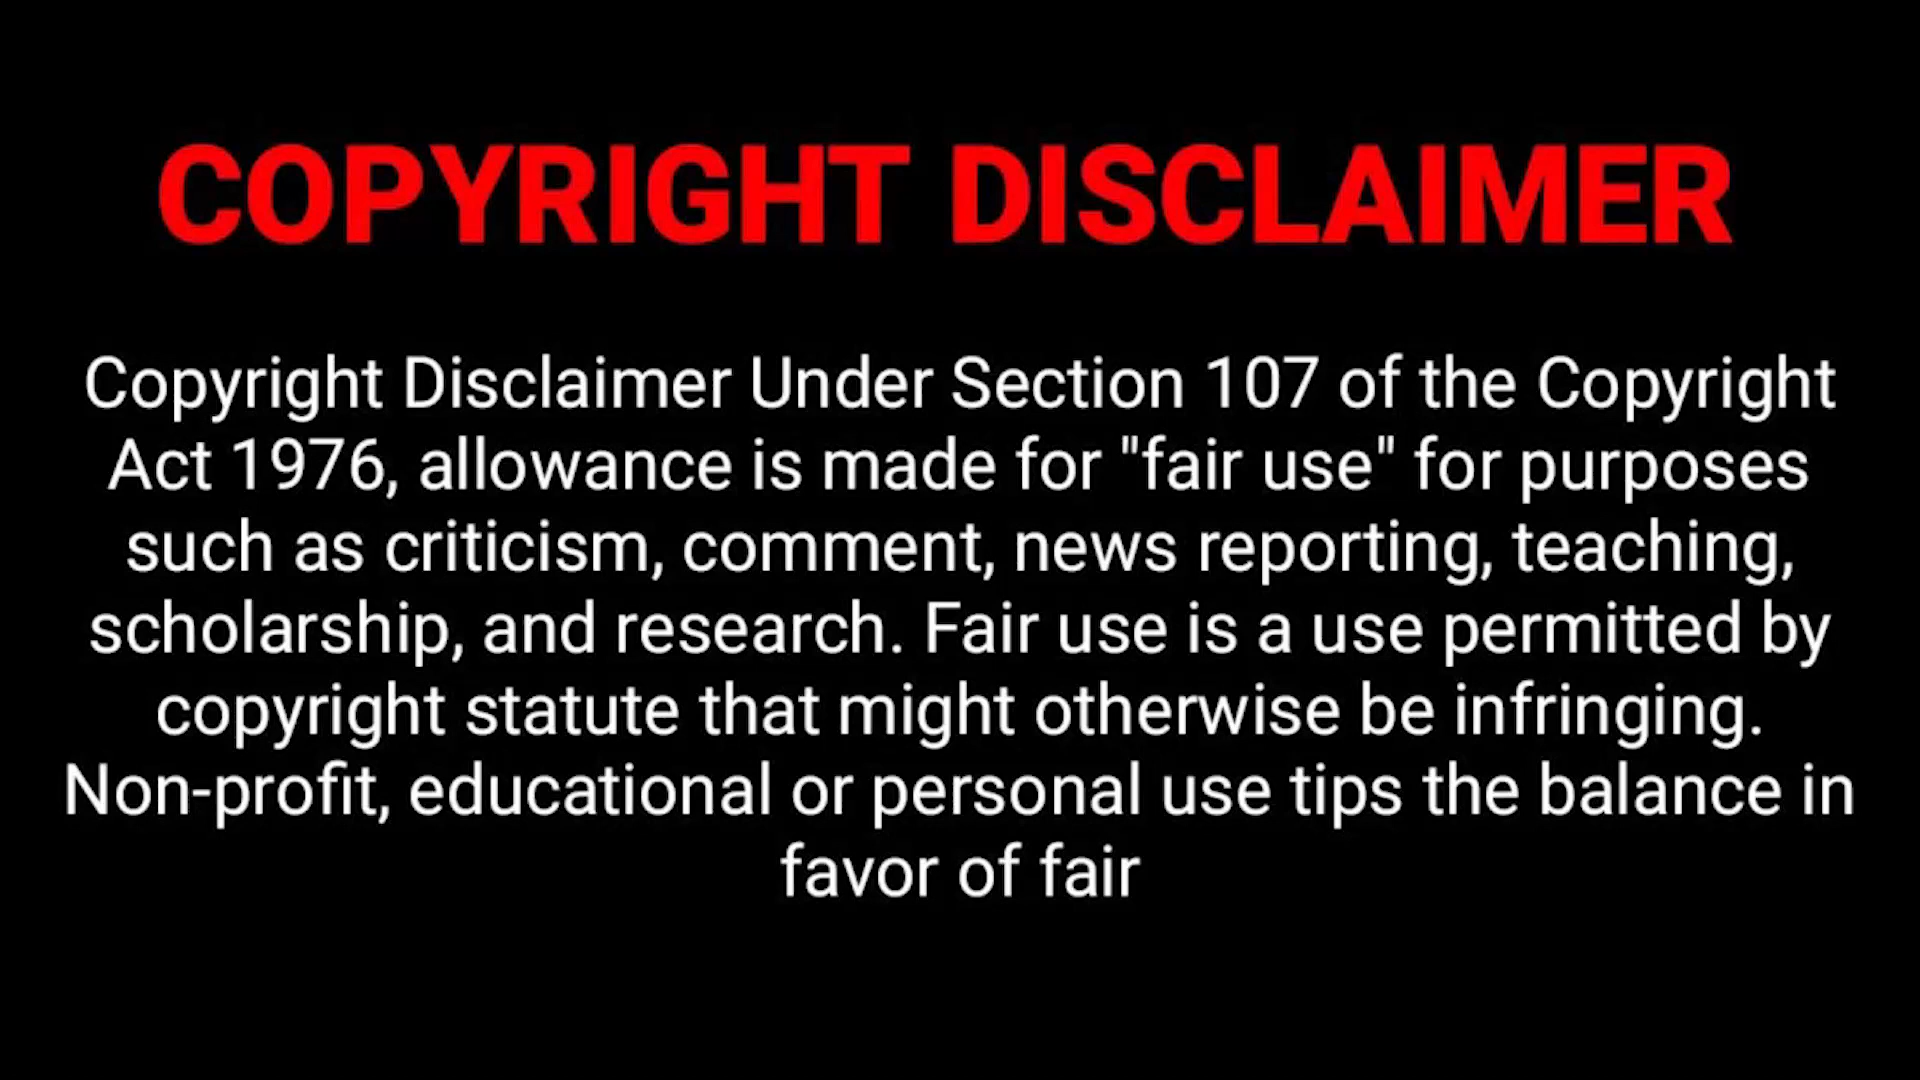 COPYRIGHT DISCLAIMER
Copyright Disclaimer Under Section 107 of the Copyright
Act 1976, allowance is made for "fair use" for purposes
such as criticism, comment, news reporting, teaching,
scholarship, and research. Fair use is a use permitted by
copyright statute that might otherwise be infringing.
Non-profit, educational or personal use tips the balance in
favor of fair